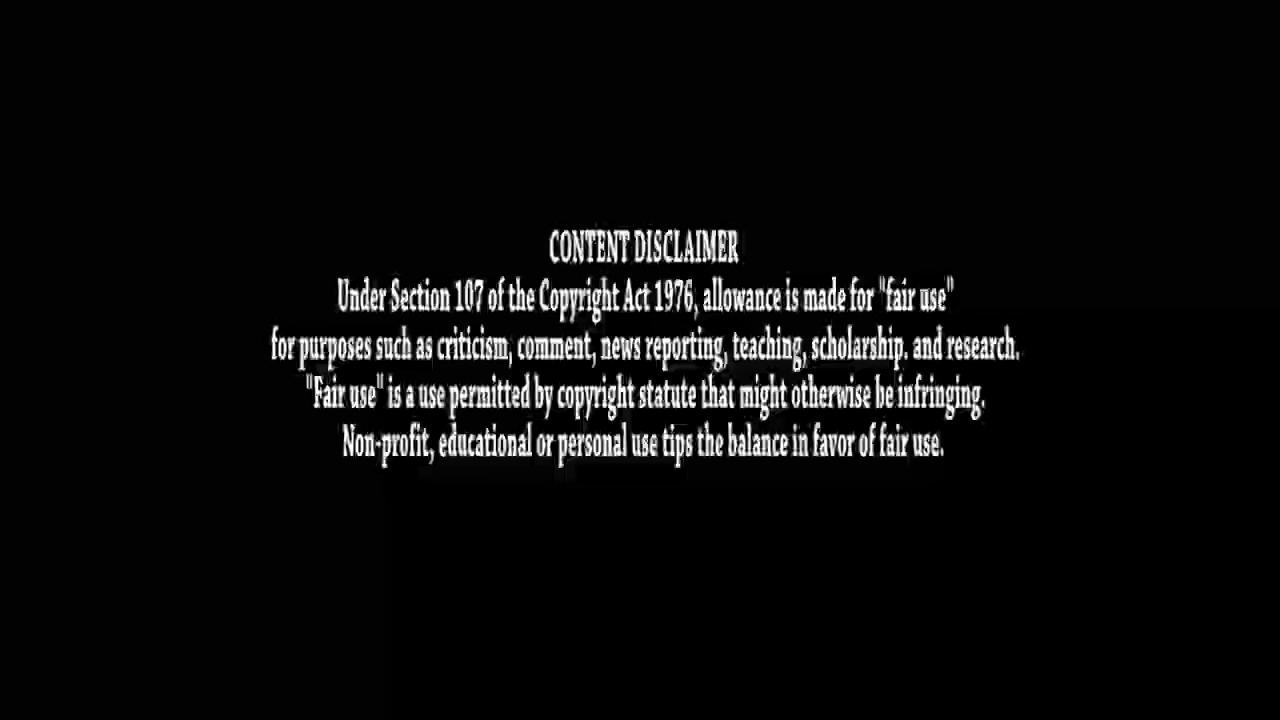 CONTENT DISCLAIMER
Under Section 107 of the Copyright Act 1976, allowance is made for "fair use"
for purposes such as criticism, comment, news reporting, teaching, scholarship. and research.
"Fair use" is a use permitted by copyright statute that might otherwise be infringing.
Non-profit, educational or personal use tips the balance in favor of fair use.